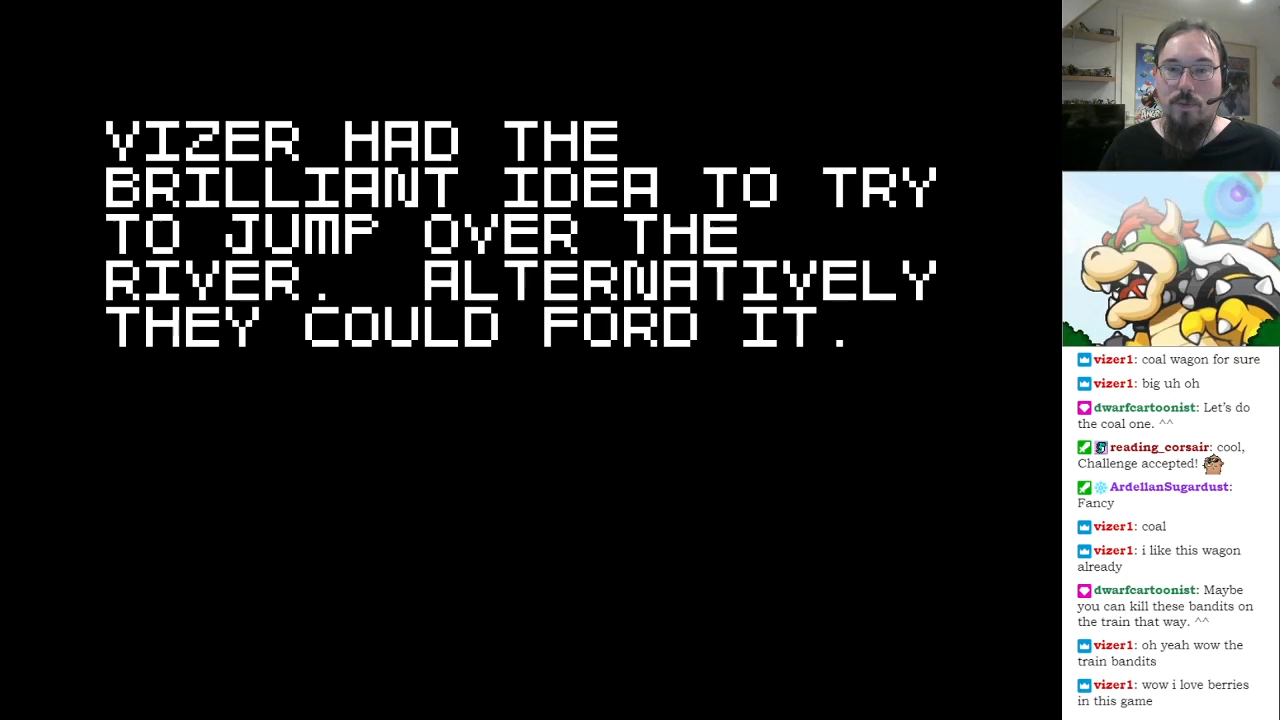 VIZER HAD THE
BRILLIANT IDEA TO TRY
TO JUMP OVER THE
RIVER.  ALTERNATIVELY
THEY COULD FORD IT.
vizer1: coal wagon for sure
vizer1: big uh oh
dwarfcartoonist: Let's do
the coal one. ^^
reading_corsair: cool,
Challenge accepted!
ArdellanSugardust:
Fancy
vizer1: coal
vizer1: i like this wagon
already
dwarfcartoonist: Maybe
you can kill these bandits on
the train that way. ^^
vizer1: oh yeah wow the
train bandits
vizer1: wow i love berries
in this game